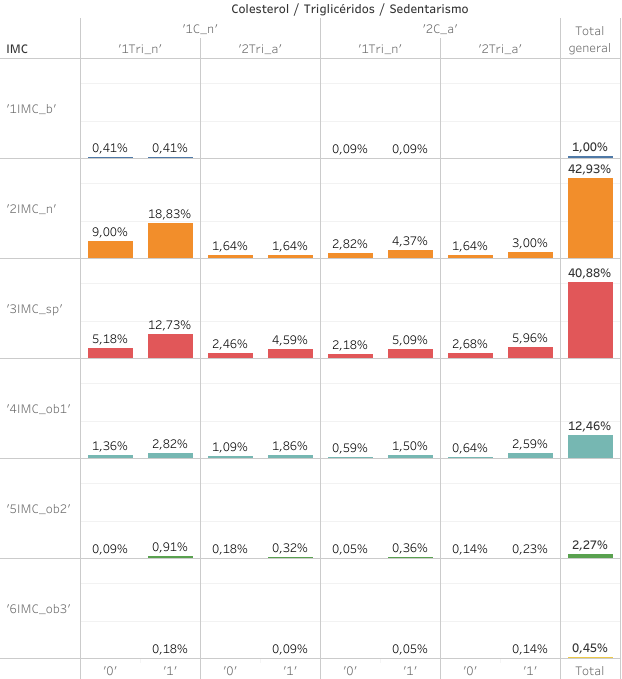 Colesterol / Triglicéridos / Sedentarismo
'1C_n' '2C_a' Total
IMC '1Tri_n' '2Tri_a' '1Tri_n' '2Tri_a' general
'1IMC_b'
0,41% 0,41% 0,09% 0,09% 1,00%
'2IMC_n'
9,00% 18,83% 1,64% 1,64% 2,82% 4,37% 1,64% 3,00% 42,93%
'3IMC_sp'
5,18% 12,73% 2,46% 4,59% 2,18% 5,09% 2,68% 5,96% 40,88%
'4IMC_ob1'
1,36% 2,82% 1,09% 1,86% 0,59% 1,50% 0,64% 2,59% 12,46%
'5IMC_ob2'
0,09% 0,91% 0,18% 0,32% 0,05% 0,36% 0,14% 0,23% 2,27%
'6IMC_ob3'
0,18% 0,09% 0,05% 0,14% 0,45%
'0' '1' '0' '1' '0' '1' '0' '1' Total